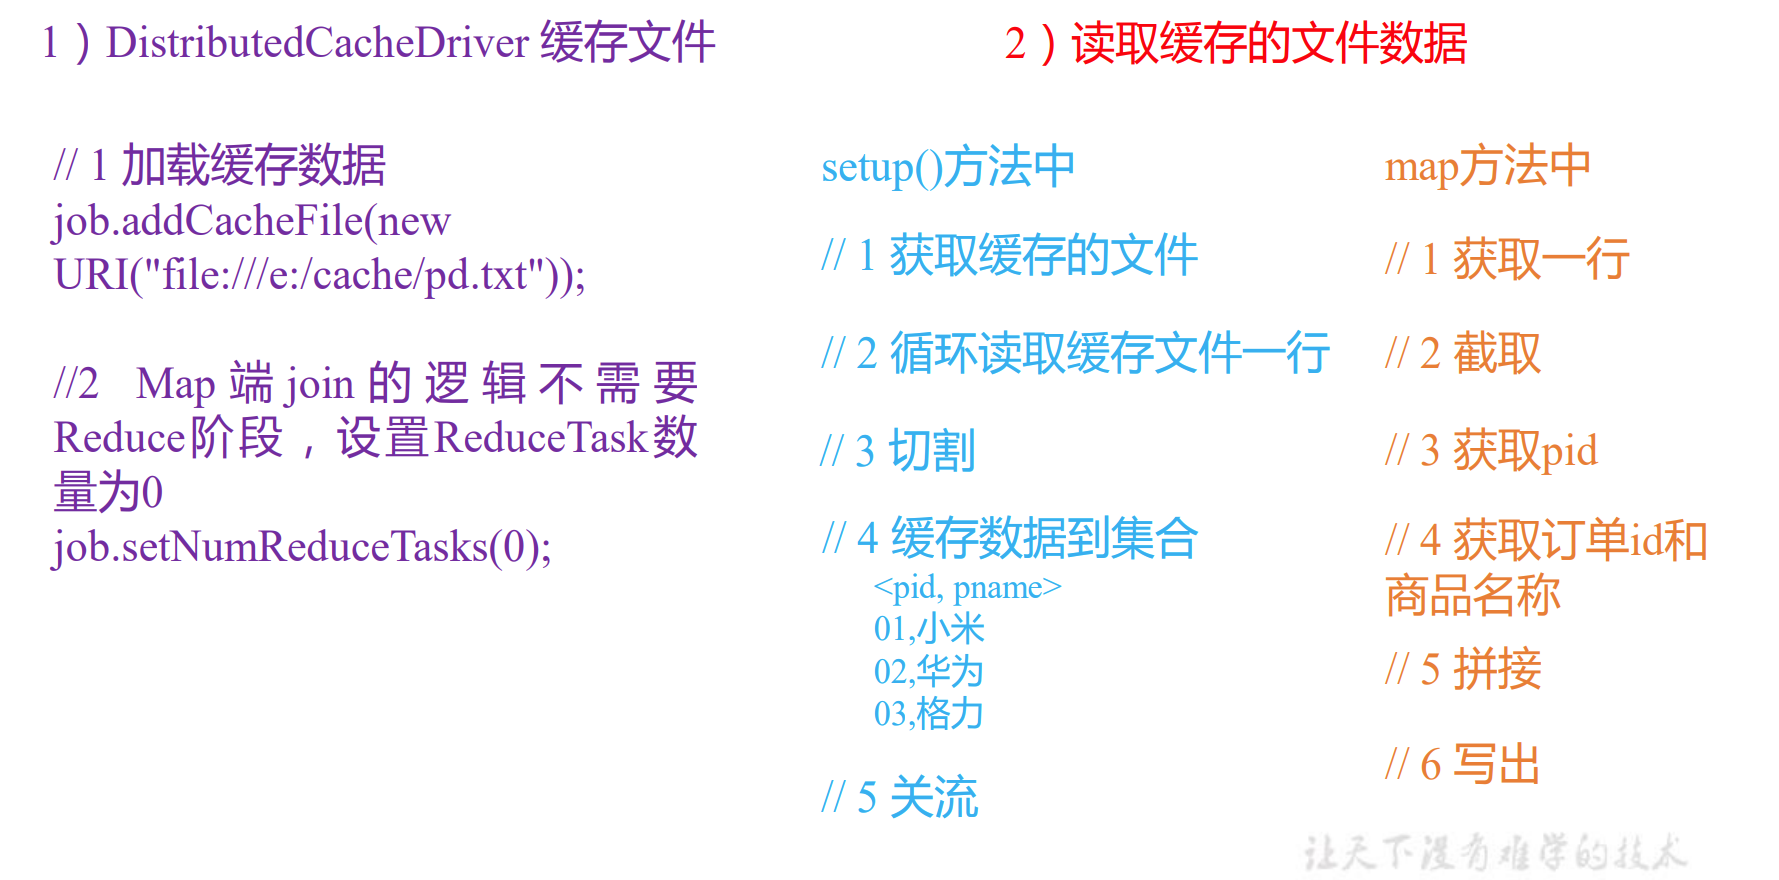 1）DistributedCacheDriver 缓存文件
// 1 加载缓存数据
job.addCacheFile(new
URI("file:///e:/cache/pd.txt"));
//2 Map 端 join 的 逻 辑 不 需 要
Reduce阶段，设置ReduceTask数
量为0
job.setNumReduceTasks(0);
2）读取缓存的文件数据
setup()方法中
// 1 获取缓存的文件
// 2 循环读取缓存文件一行
// 3 切割
// 4 缓存数据到集合
<pid, pname>
01,小米
02,华为
03,格力
// 5 关流
map方法中
// 1 获取一行
// 2 截取
// 3 获取pid
// 4 获取订单id和
商品名称
// 5 拼接
// 6 写出
让天下没有难学的技术